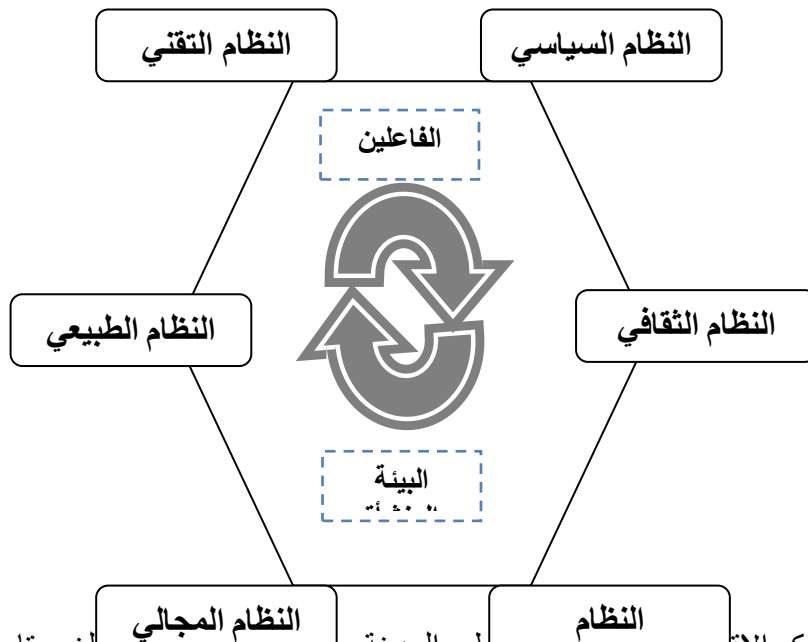 النظام السياسي
النظام التقني
الفاعلين
النظام الثقافي
النظام الطبيعي
البيئة
النظام
النظام المجالي